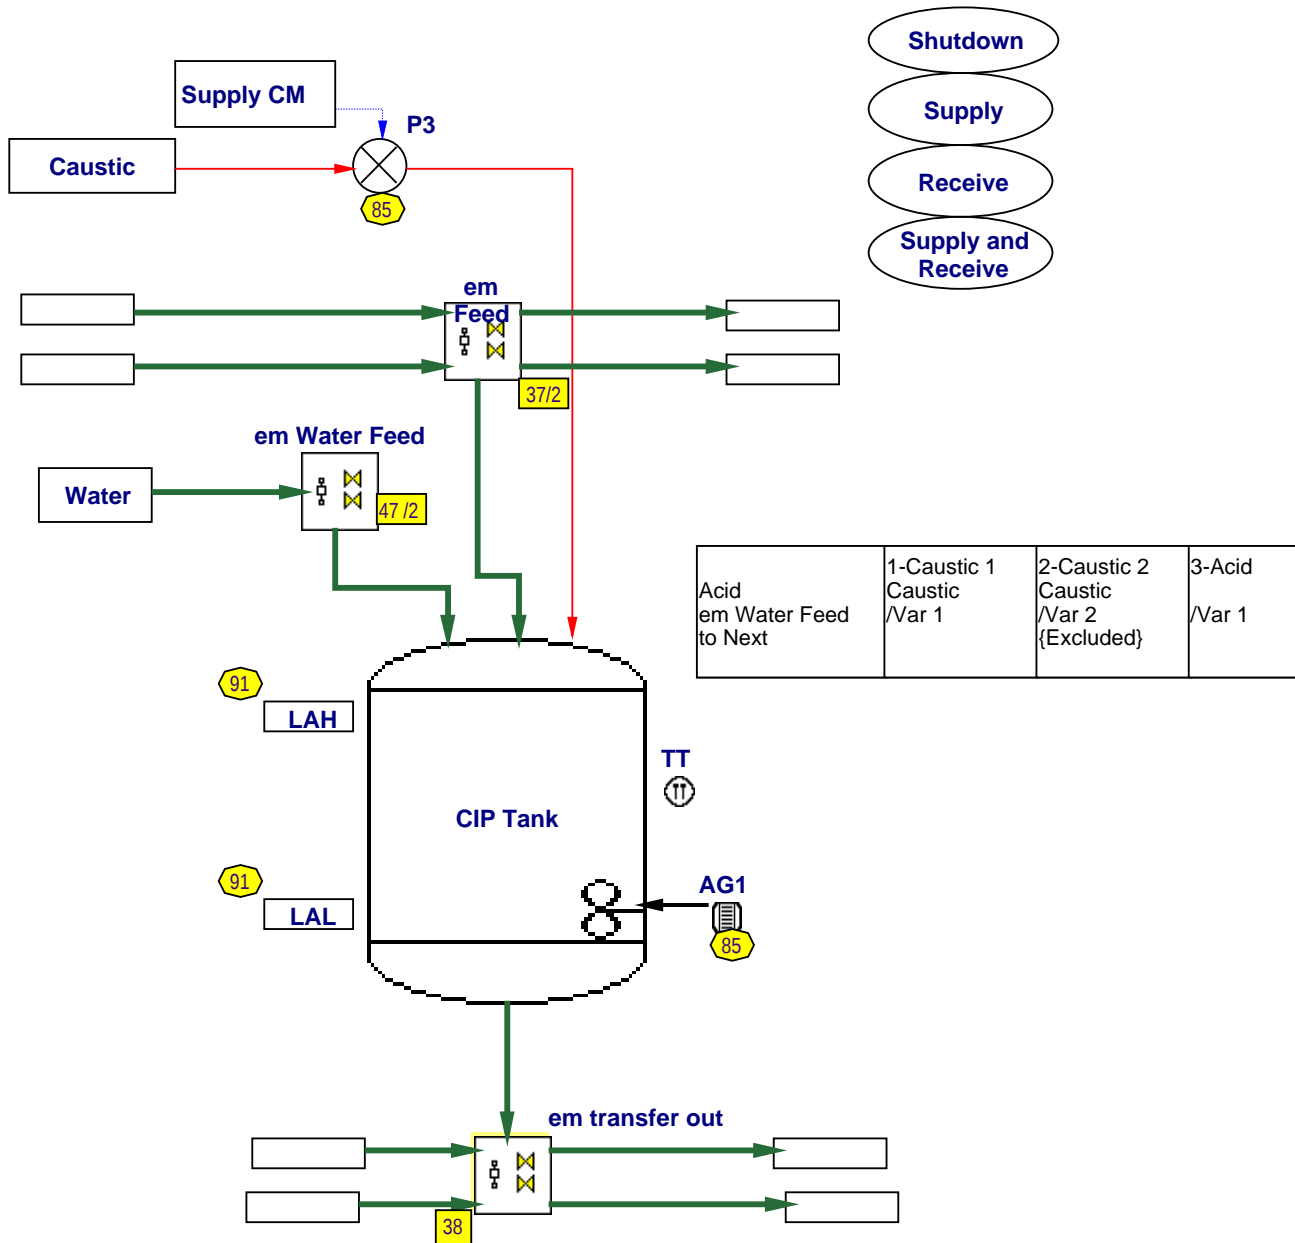 Shutdown
Supply CM
P3
Supply
Caustic
Receive
85
Supply and
Receive
em
Feed
37/2
em Water Feed
Water
47 /2
Acid
em Water Feed
to Next
1-Caustic 1
Caustic
/Var 1
2-Caustic 2
Caustic
/Var 2
{Excluded}
3-Acid
/Var 1
91
LAH
TT
CIP Tank
91
LAL
AG1
85
em transfer out
38